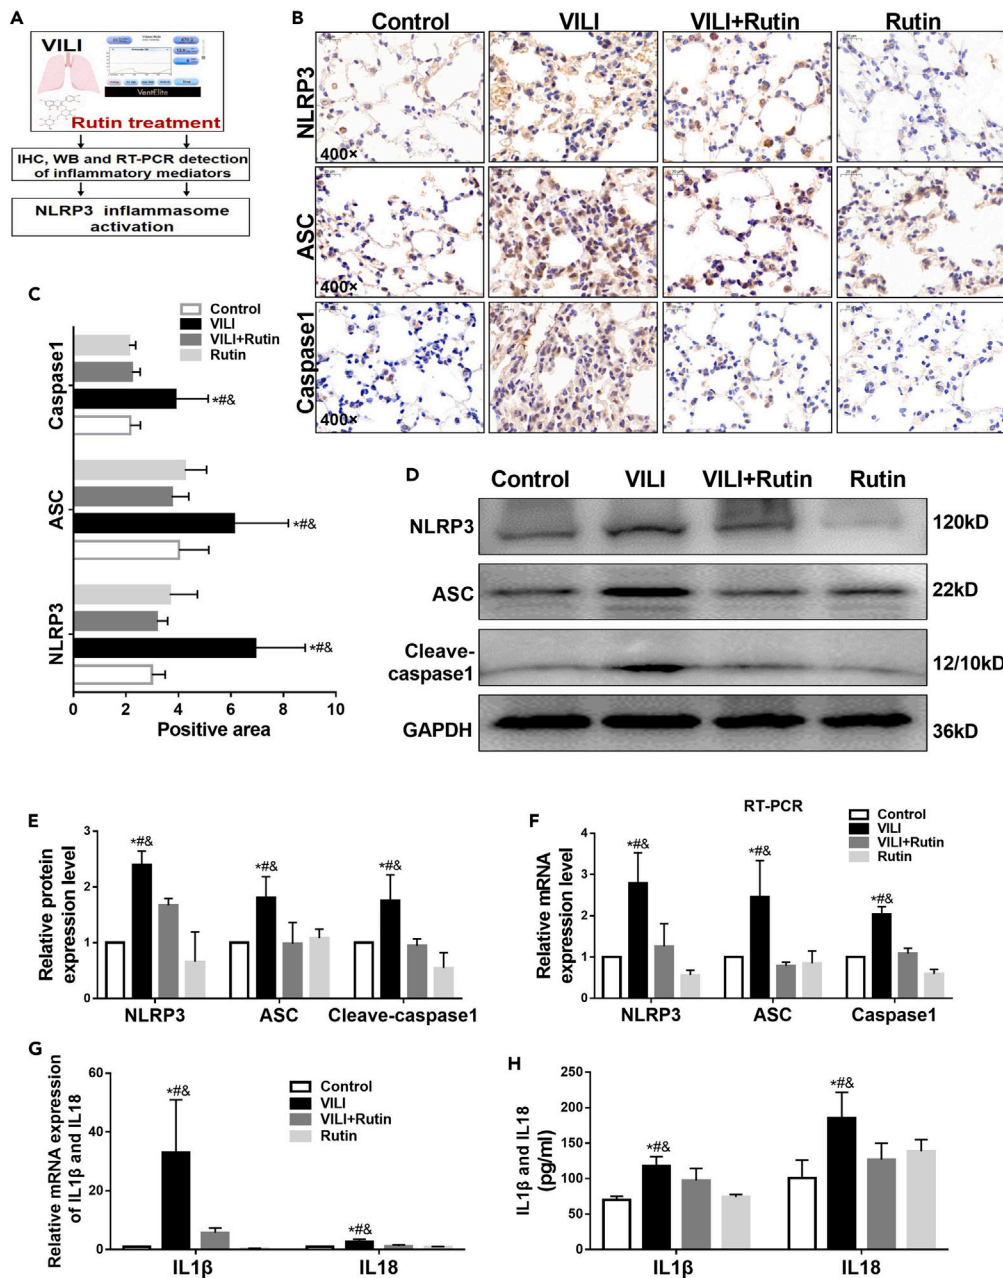 A
VILI
VentElite
Rutin treatment
IHC, WB and RT-PCR detection
of inflammatory mediators
NLRP3 inflammasome
activation
B
Control VILI VILI+Rutin Rutin
NLRP3
400×
ASC
400×
Caspase1
400×
C
Control
VILI
VILI+Rutin
Rutin
Caspase1
*#&
ASC
*#&
NLRP3
*#&
0 2 4 6 8 10
Positive area
D
Control VILI VILI+Rutin Rutin
NLRP3 120kD
ASC 22kD
Cleave-
caspase1 12/10kD
GAPDH 36kD
E
Relative protein
expression level
3
2
1
0
*#& *#& *#&
NLRP3 ASC Cleave-caspase1
F
RT-PCR
Control
VILI
VILI+Rutin
Rutin
Relative mRNA
expression level
4
3
2
1
0
*#& *#& *#&
NLRP3 ASC Caspase1
G
Relative mRNA expression
of IL1β and IL18
60
40
20
0
Control
VILI
VILI+Rutin
Rutin
*#& *#&
IL1β IL18
H
IL1β and IL18
(pg/ml)
250
200
150
100
50
0
*#& *#&
IL1β IL18